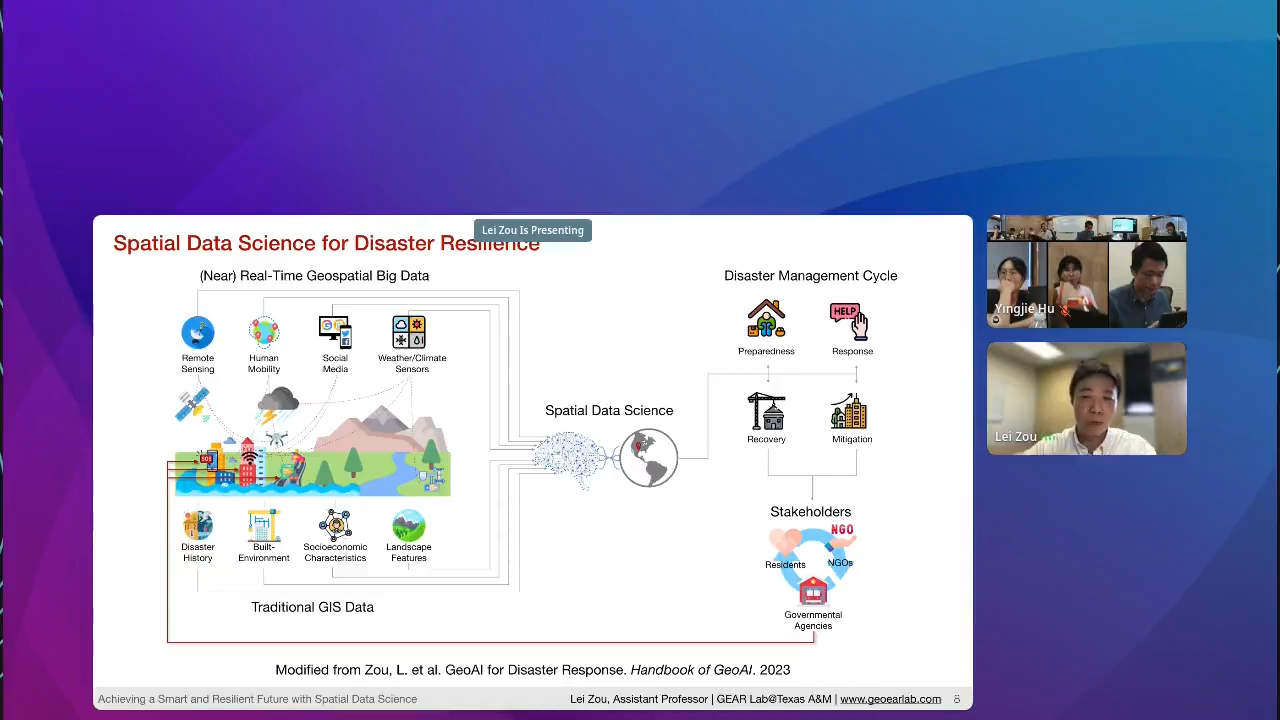 Lei Zou Is Presenting
Spatial Data Science for Disaster Resilience
(Near) Real-Time Geospatial Big Data
Disaster Management Cycle
HELP
Remote
Sensing
Human
Mobility
Social
Media
Weather/Climate
Sensors
Preparedness
Response
Spatial Data Science
Recovery
Mitigation
SOS
Disaster
History
Built-
Environment
Socioeconomic
Characteristics
Landscape
Features
Stakeholders
NGO
Residents
NGOs
Governmental
Agencies
Traditional GIS Data
Modified from Zou, L. et al. GeoAI for Disaster Response. Handbook of GeoAI. 2023
Achieving a Smart and Resilient Future with Spatial Data Science
Lei Zou, Assistant Professor | GEAR Lab@Texas A&M | www.geoearlab.com 8
Yingjie Hu
Lei Zou